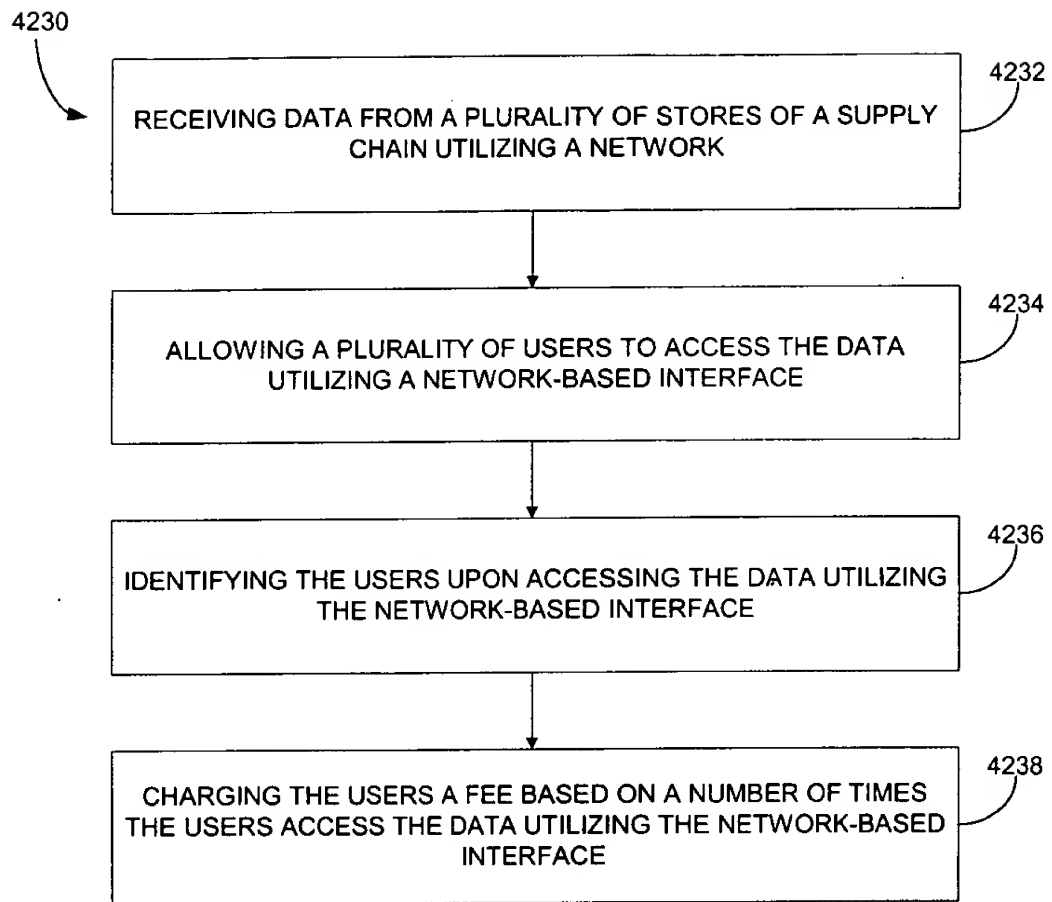 4230
4232
RECEIVING DATA FROM A PLURALITY OF STORES OF A SUPPLY
CHAIN UTILIZING A NETWORK
4234
ALLOWING A PLURALITY OF USERS TO ACCESS THE DATA
UTILIZING A NETWORK-BASED INTERFACE
4236
IDENTIFYING THE USERS UPON ACCESSING THE DATA UTILIZING
THE NETWORK-BASED INTERFACE
4238
CHARGING THE USERS A FEE BASED ON A NUMBER OF TIMES
THE USERS ACCESS THE DATA UTILIZING THE NETWORK-BASED
INTERFACE